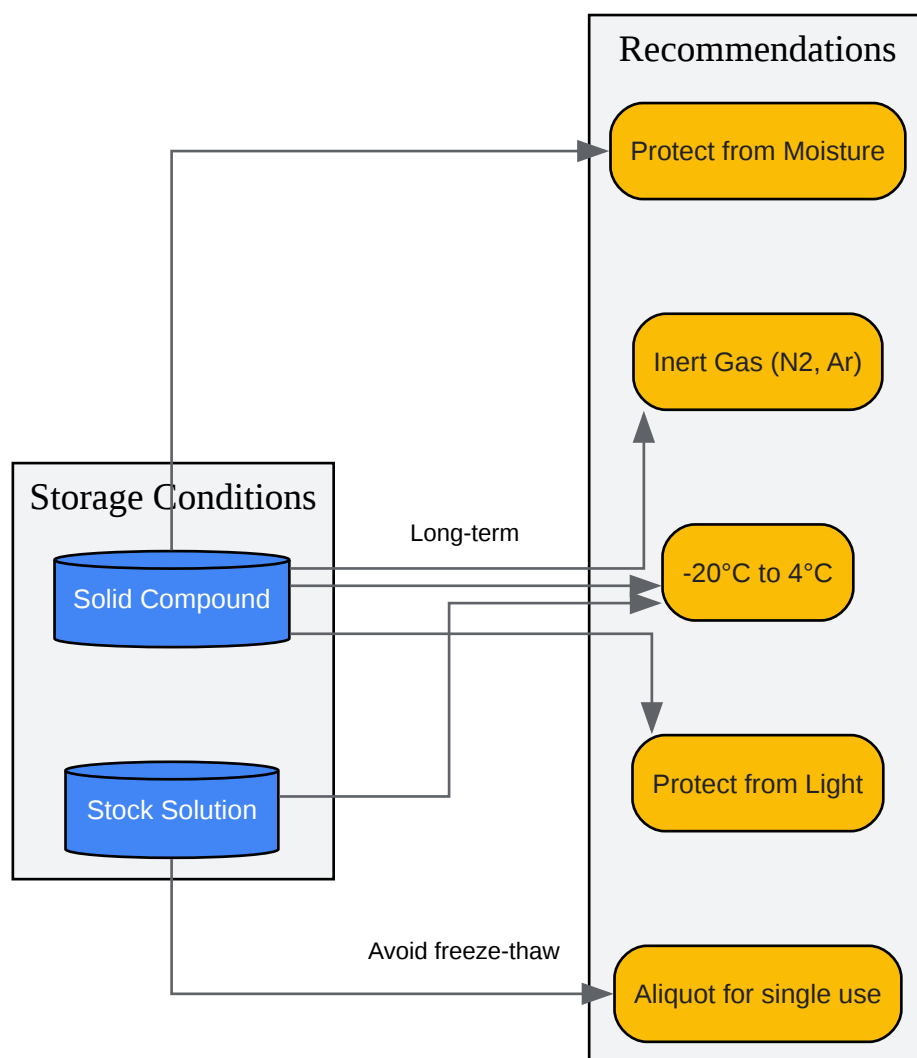 Recommendations
Protect from Moisture
Inert Gas (N2, Ar)
Storage Conditions
Long-term
Solid Compound
-20°C to 4°C
Stock Solution
Protect from Light
Avoid freeze-thaw
Aliquot for single use